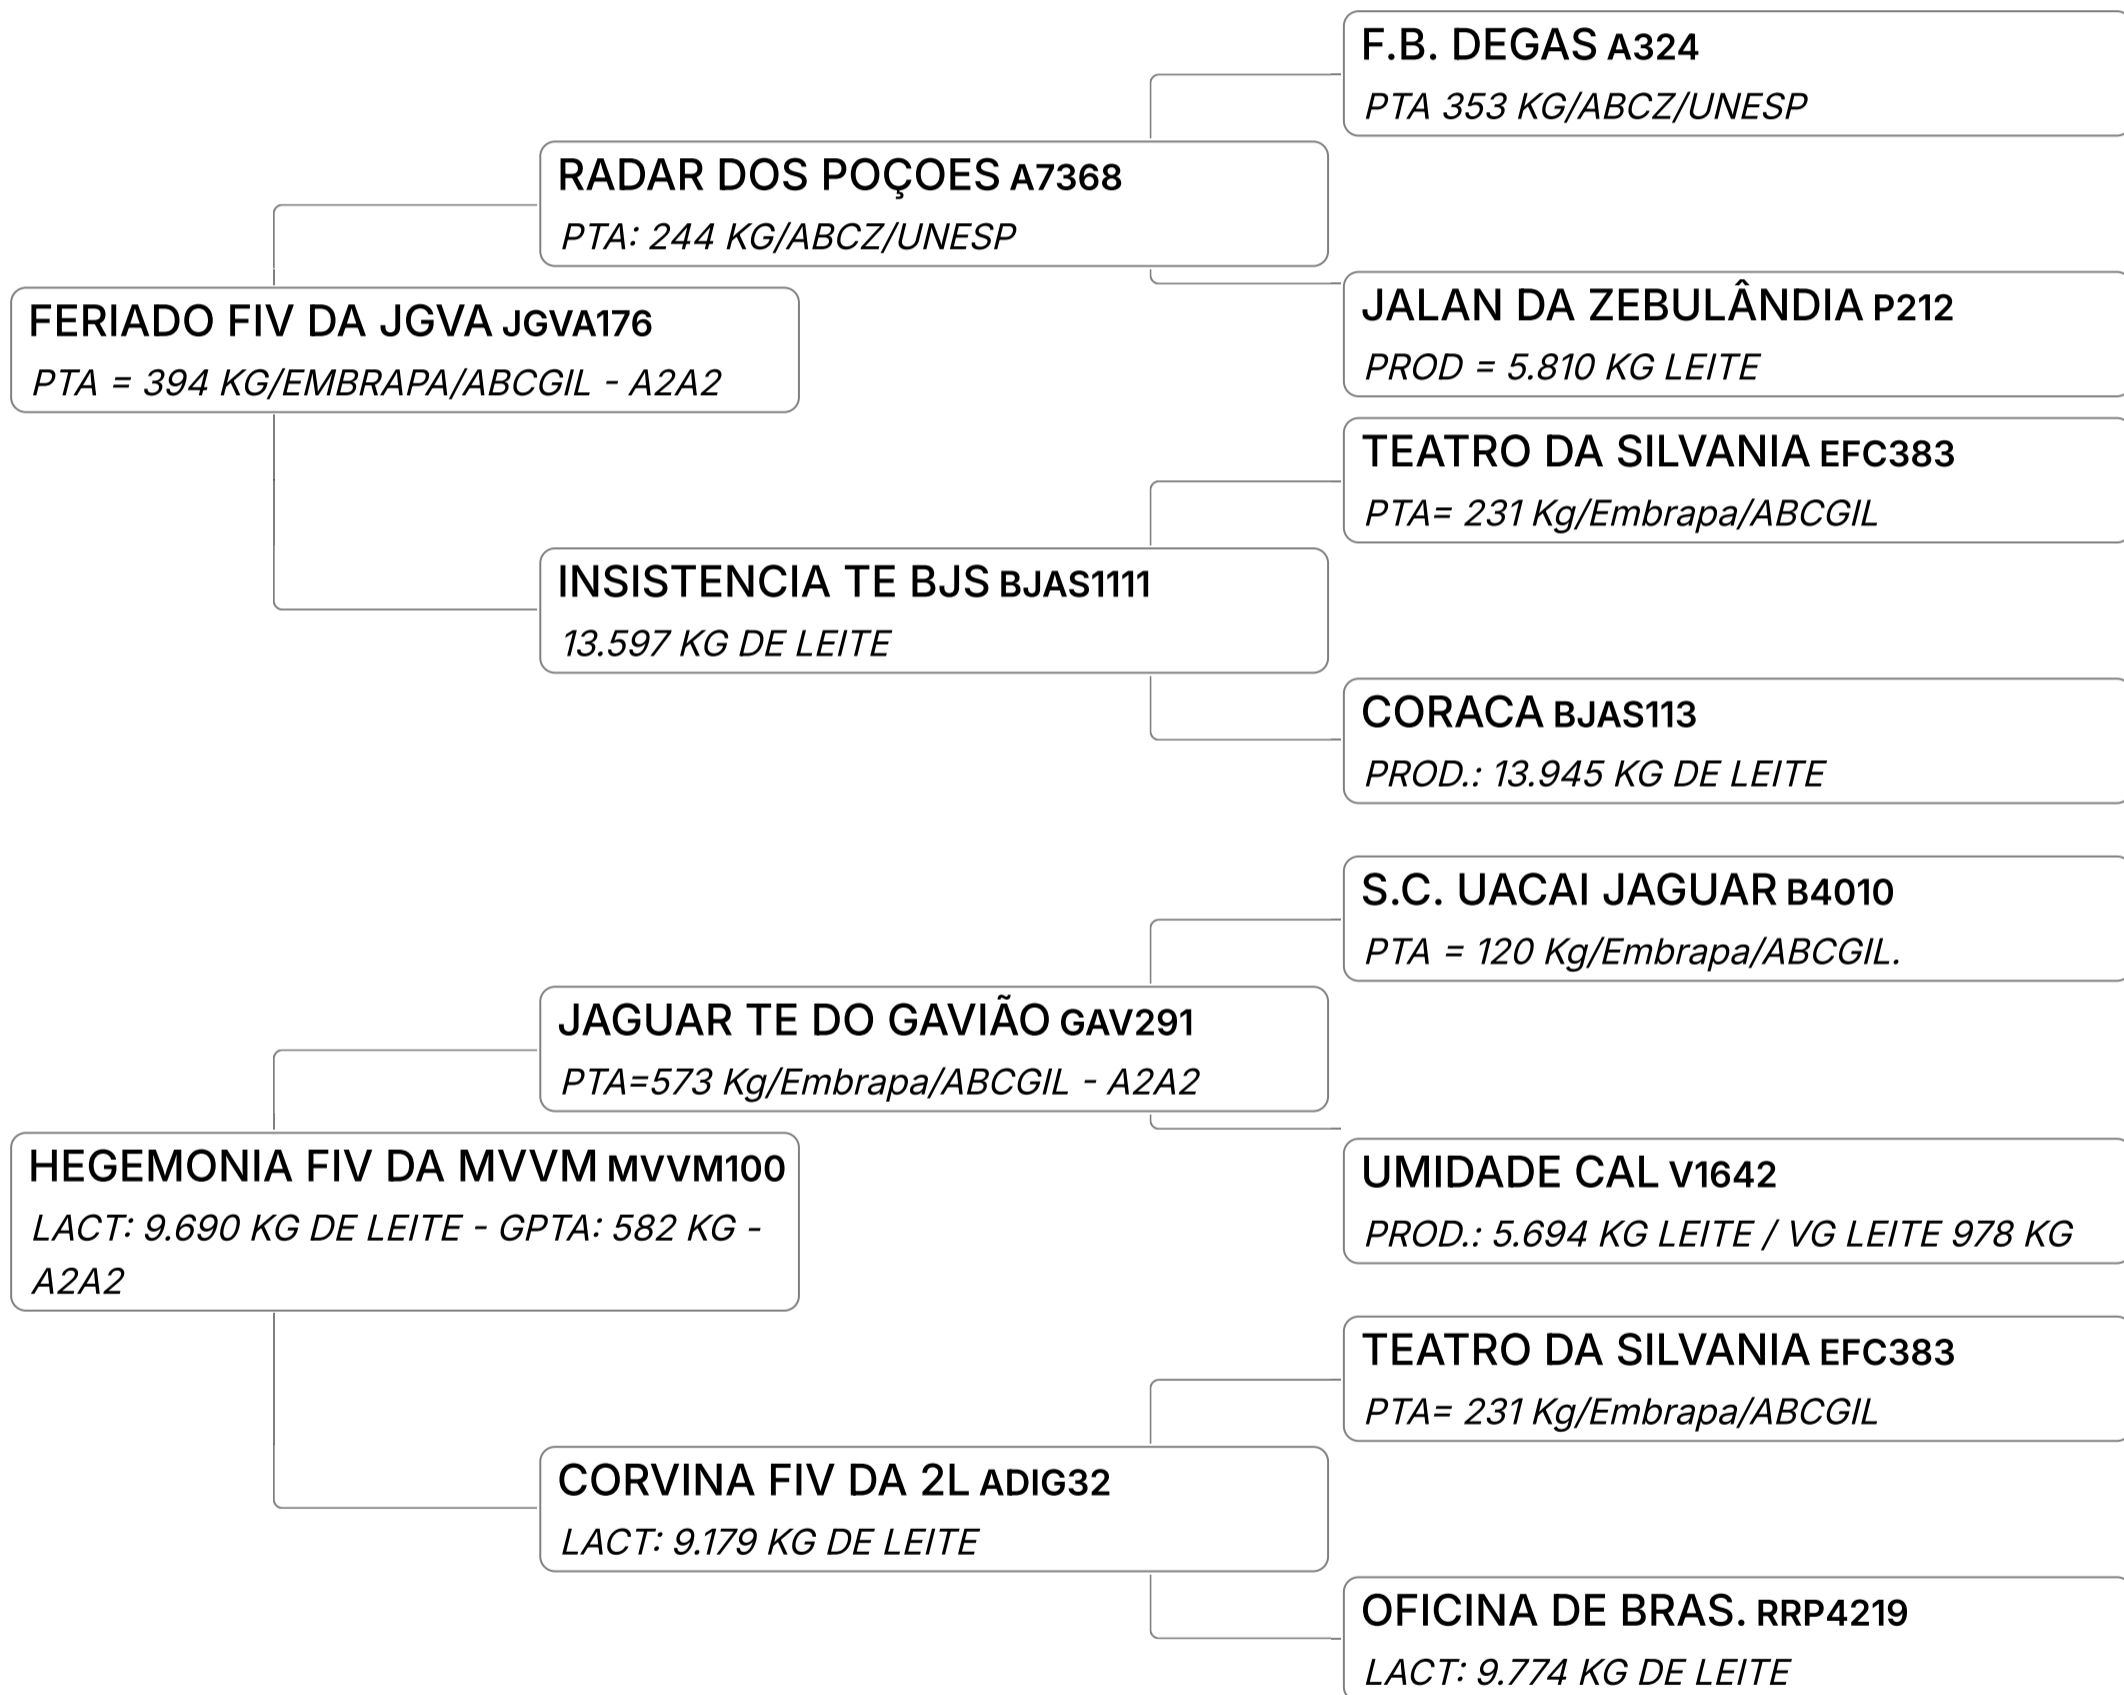 F.B. DEGAS A324
PTA 353 KG/ABCZ/UNESP
RADAR DOS POÇOES A7368
PTA: 244 KG/ABCZ/UNESP
JALAN DA ZEBULÂNDIA P212
PROD = 5.810 KG LEITE
FERIADO FIV DA JGVA JGVA176
PTA = 394 KG/EMBRAPA/ABCGIL - A2A2
TEATRO DA SILVANIA EFC383
PTA= 231 Kg/Embrapa/ABCGIL
INSISTENCIA TE BJS BJAS1111
13.597 KG DE LEITE
CORACA BJAS113
PROD.: 13.945 KG DE LEITE
S.C. UACAI JAGUAR B4010
PTA = 120 Kg/Embrapa/ABCGIL.
JAGUAR TE DO GAVIÃO GAV291
PTA=573 Kg/Embrapa/ABCGIL - A2A2
HEGEMONIA FIV DA MVVM MVVM100
LACT: 9.690 KG DE LEITE - GPTA: 582 KG -
A2A2
UMIDADE CAL V1642
PROD.: 5.694 KG LEITE / VG LEITE 978 KG
TEATRO DA SILVANIA EFC383
PTA= 231 Kg/Embrapa/ABCGIL
CORVINA FIV DA 2L ADIG32
LACT: 9.179 KG DE LEITE
OFICINA DE BRAS. RRP4219
LACT: 9.774 KG DE LEITE